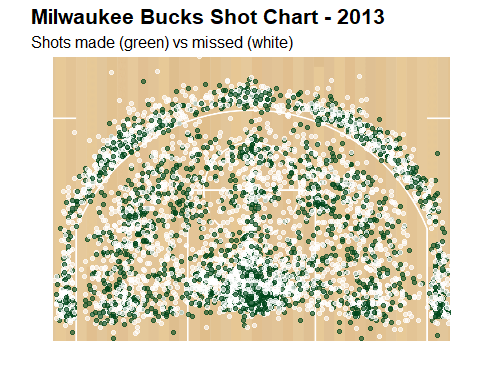 Milwaukee Bucks Shot Chart - 2013
Shots made (green) vs missed (white)